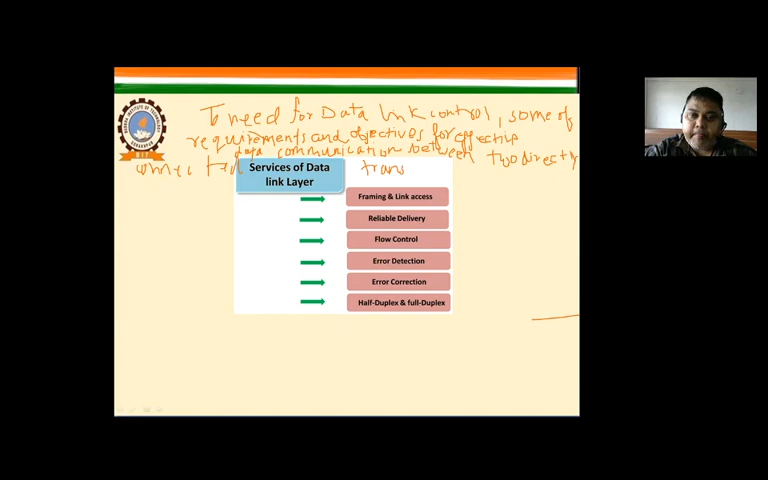 To need for Data link control, some of
requirements and objectives for effective
data communication between two directly
connected trans
Services of Data
link Layer
Framing & Link access
Reliable Delivery
Flow Control
Error Detection
Error Correction
Half-Duplex & full-Duplex
BIT